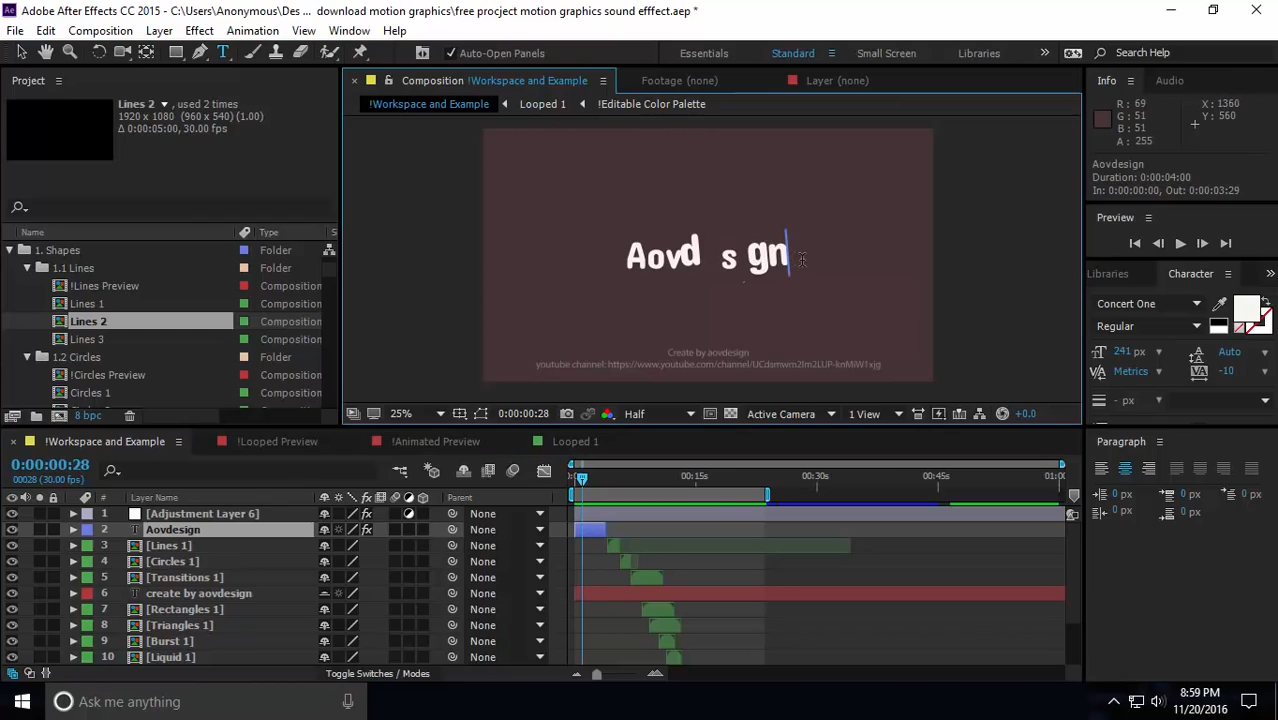 Ae Adobe After Effects CC 2015 - C:\Users\Anonymous\Des download motion graphics\free procject motion graphics sound efffect.aep *
File Edit Composition Layer Effect Animation View Window Help
T Auto-Open Panels Essentials Standard Small Screen Libraries Search Help
Project
Lines 2 , used 2 times
1920 x 1080 (960 x 540) (1.00)
Δ 0:00:05:00, 30.00 fps
Name Type
1. Shapes Folder
1.1 Lines Folder
!Lines Preview Composition
Lines 1 Composition
Lines 2 Composition
Lines 3 Composition
1.2 Circles Folder
!Circles Preview Composition
Circles 1 Composition
8 bpc
Composition !Workspace and Example Footage (none) Layer (none)
!Workspace and Example Looped 1 !Editable Color Palette
Aovd s gn
Create by aovdesign
youtube channel: https://www.youtube.com/channel/UCdsmwm2lm2LUP-knMiW1xjg
25% 0:00:00:28 Half Active Camera 1 View +0.0
Info Audio
R : 69
G : 51
B : 51
A : 255
X : 1360
Y : 560
Aovdesign
Duration: 0:00:04:00
In: 0:00:00:00, Out: 0:00:03:29
Preview
Libraries Character
Concert One
Regular
241 px Auto
Metrics -10
- px
Paragraph
0 px 0 px 0 px
0 px 0 px
!Workspace and Example !Looped Preview !Animated Preview Looped 1
0:00:00:28
00028 (30.00 fps)
# Layer Name Parent
00:15s 00:30s 00:45s 01:0
1 [Adjustment Layer 6] None
2 T Aovdesign None
3 [Lines 1] None
4 [Circles 1] None
5 [Transitions 1] None
6 T create by aovdesign None
7 [Rectangles 1] None
8 [Triangles 1] None
9 [Burst 1] None
10 [Liquid 1] None
Toggle Switches / Modes
Ask me anything
8:59 PM
11/20/2016